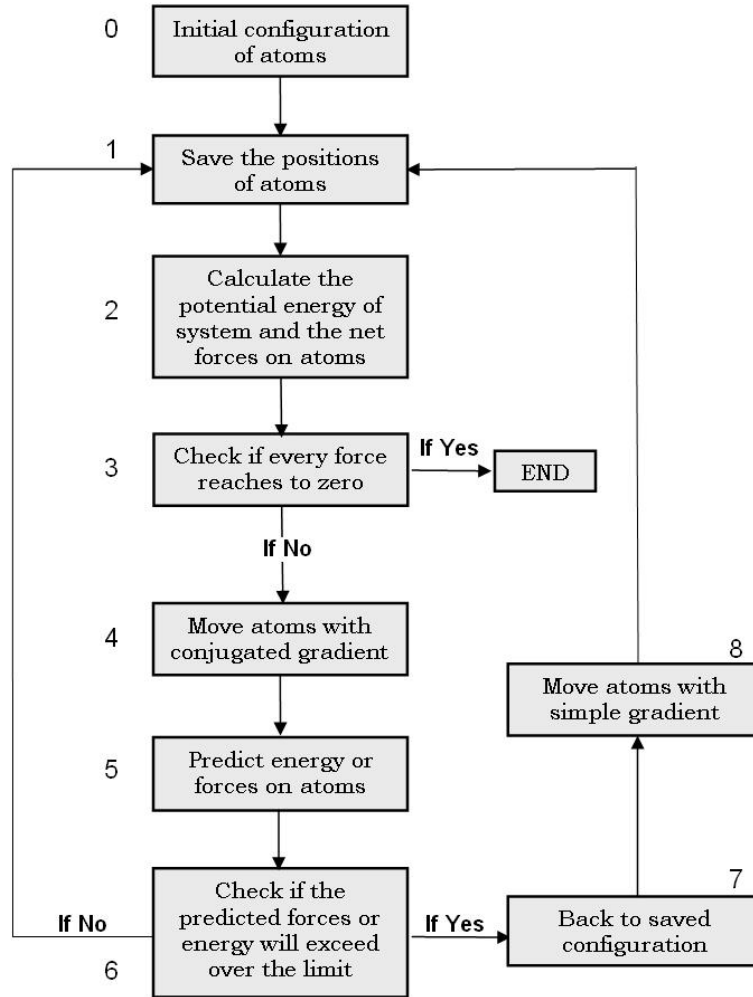 0
Initial configuration
of atoms
1
Save the positions
of atoms
2
Calculate the
potential energy of
system and the net
forces on atoms
3
Check if every force
reaches to zero
If Yes
END
If No
4
Move atoms with
conjugated gradient
8
Move atoms with
simple gradient
5
Predict energy or
forces on atoms
6
Check if the
predicted forces or
energy will exceed
over the limit
If No
If Yes
7
Back to saved
configuration